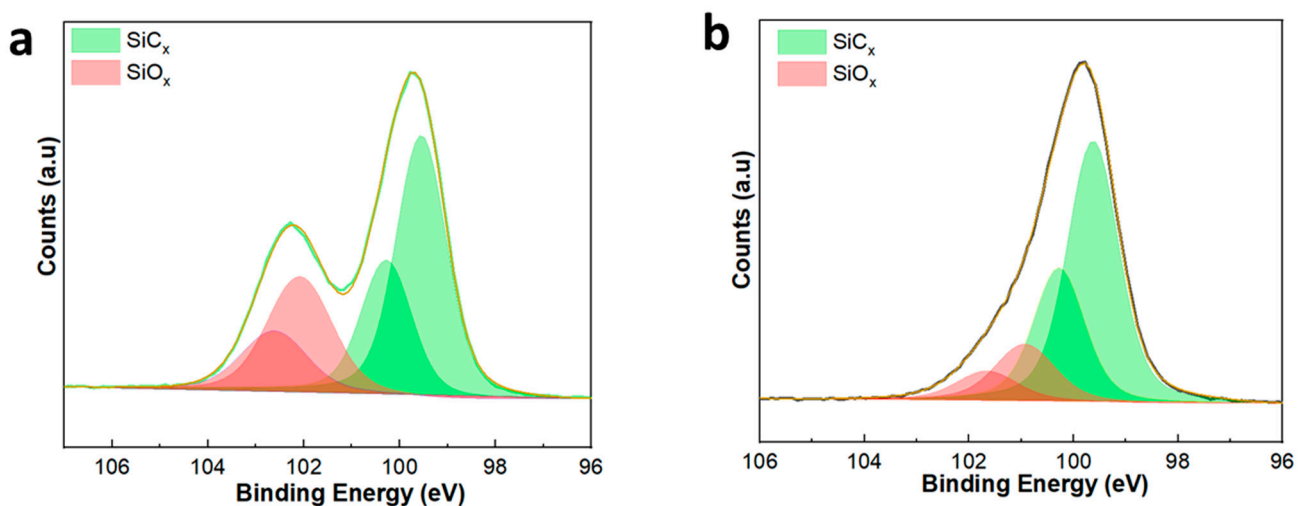 a
SiCₓ
SiOₓ
Counts (a.u)
106 104 102 100 98 96
Binding Energy (eV)
b
SiCₓ
SiOₓ
Counts (a.u)
106 104 102 100 98 96
Binding Energy (eV)